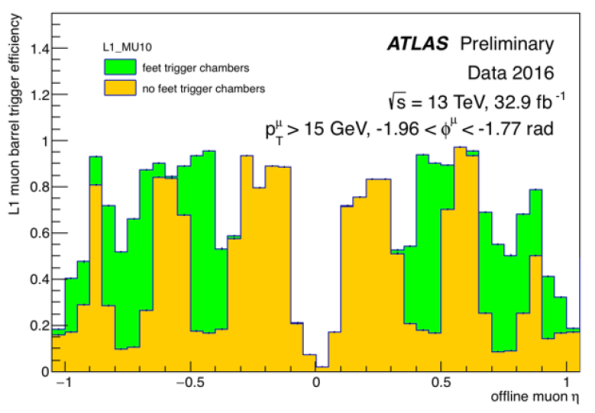 L1 muon barrel trigger efficiency
1.4
1.2
1
0.8
0.6
0.4
0.2
0
L1_MU10
feet trigger chambers
no feet trigger chambers
ATLAS Preliminary
Data 2016
√s = 13 TeV, 32.9 fb⁻¹
p_T^μ > 15 GeV, -1.96 < ϕ^μ < -1.77 rad
−1 −0.5 0 0.5 1
offline muon η